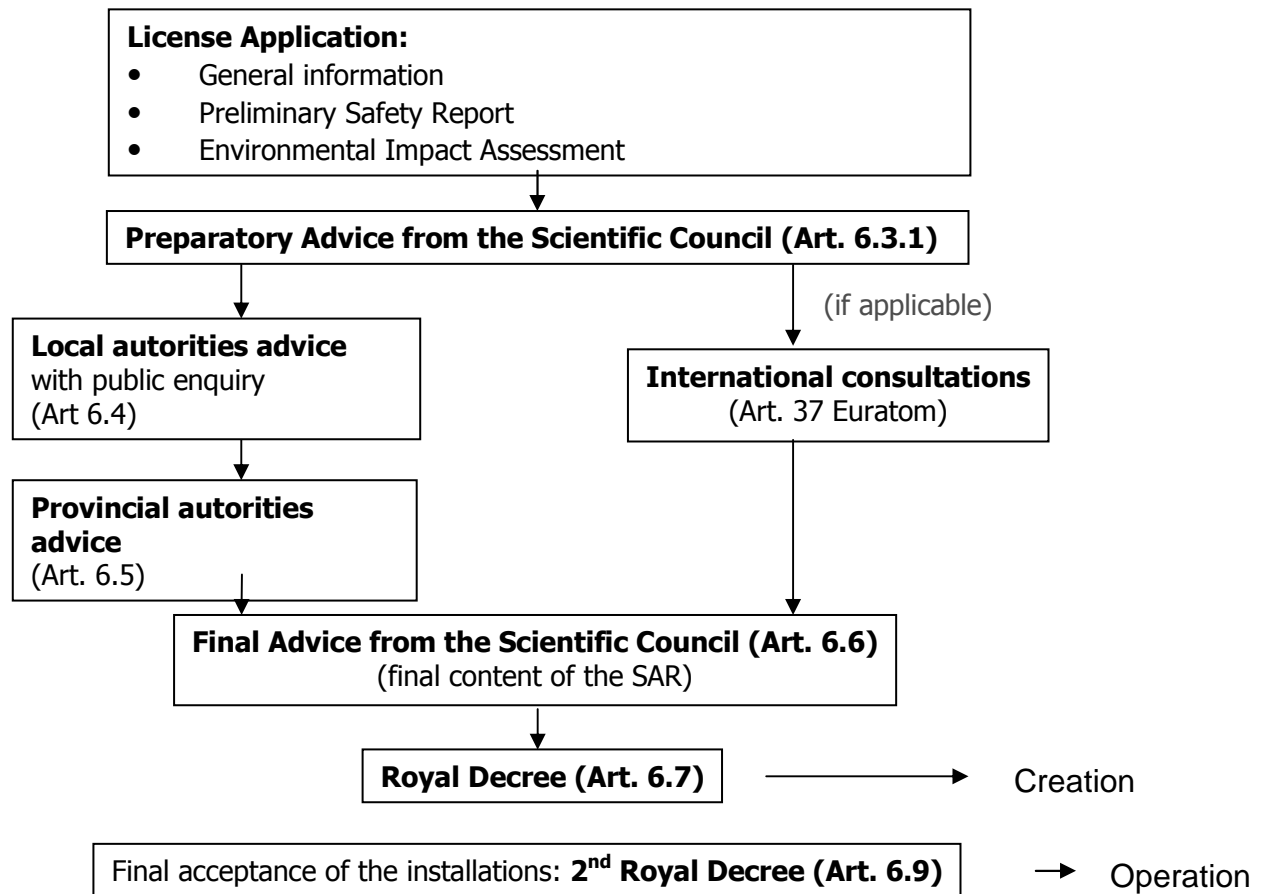 License Application:
• General information
• Preliminary Safety Report
• Environmental Impact Assessment
Preparatory Advice from the Scientific Council (Art. 6.3.1)
(if applicable)
Local autorities advice
with public enquiry
(Art 6.4)
International consultations
(Art. 37 Euratom)
Provincial autorities
advice
(Art. 6.5)
Final Advice from the Scientific Council (Art. 6.6)
(final content of the SAR)
Royal Decree (Art. 6.7)
Creation
Final acceptance of the installations: 2nd Royal Decree (Art. 6.9)
Operation